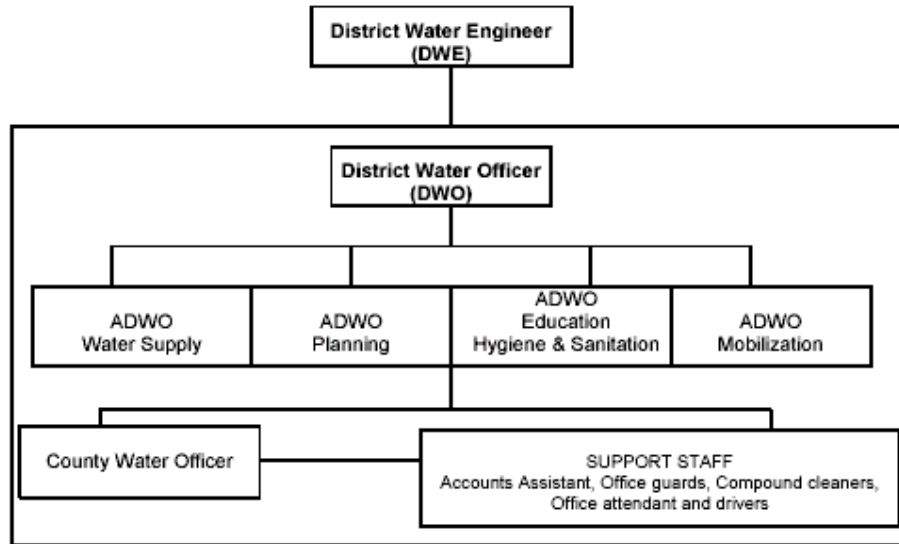 District Water Engineer
(DWE)
District Water Officer
(DWO)
ADWO
Water Supply
ADWO
Planning
ADWO
Education
Hygiene & Sanitation
ADWO
Mobilization
County Water Officer
SUPPORT STAFF
Accounts Assistant, Office guards, Compound cleaners,
Office attendant and drivers